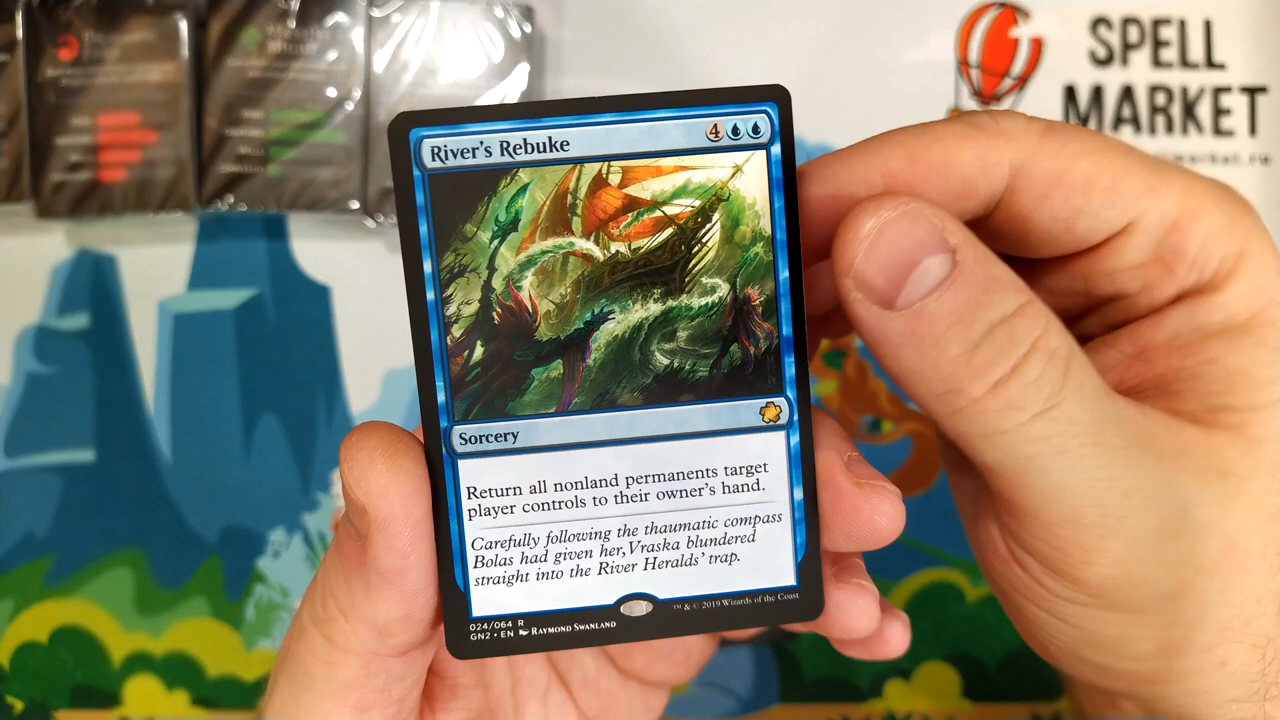 SPELL
MARKET
River's Rebuke
4
Sorcery
Return all nonland permanents target
player controls to their owner's hand.
Carefully following the thaumatic compass
Bolas had given her, Vraska blundered
straight into the River Heralds' trap.
024/064 R
GN2 • EN RAYMOND SWANLAND
™ & © 2019 Wizards of the Coast